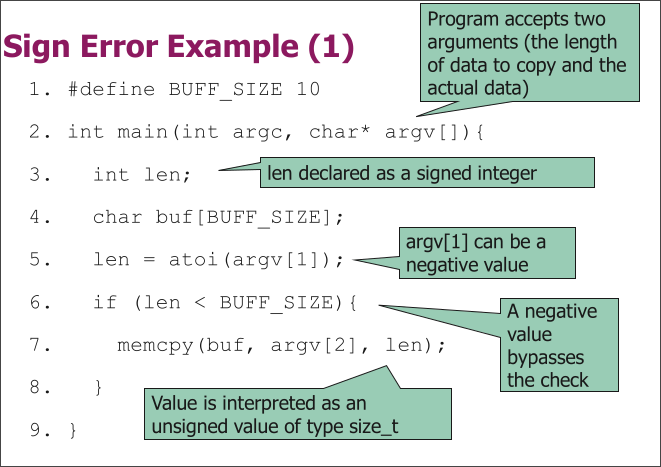 Program accepts two
arguments (the length
of data to copy and the
actual data)
Sign Error Example (1)
1. #define BUFF_SIZE 10
2. int main(int argc, char* argv[]){
3. int len;
len declared as a signed integer
4. char buf[BUFF_SIZE];
argv[1] can be a
negative value
5. len = atoi(argv[1]);
6. if (len < BUFF_SIZE){
A negative
value
bypasses
the check
7. memcpy(buf, argv[2], len);
8. }
Value is interpreted as an
unsigned value of type size_t
9. }